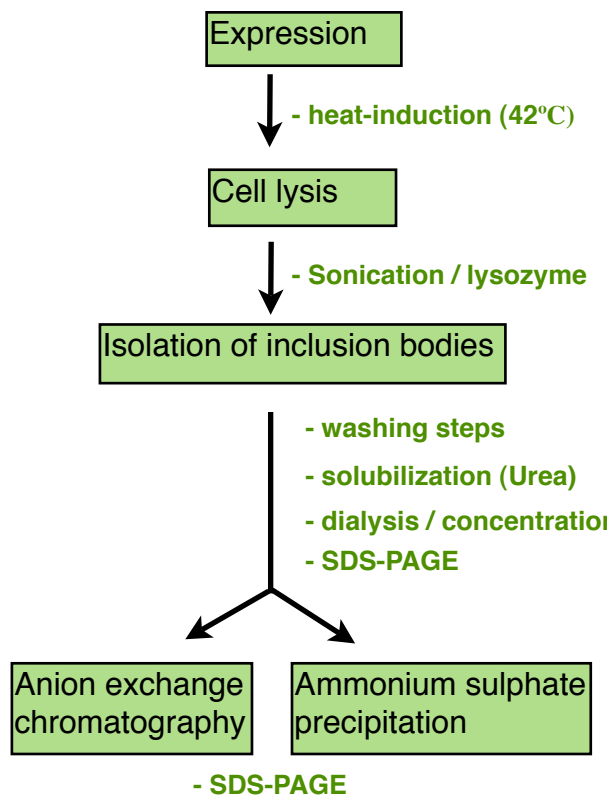 Expression
- heat-induction (42ºC)
Cell lysis
- Sonication / lysozyme
Isolation of inclusion bodies
- washing steps
- solubilization (Urea)
- dialysis / concentration
- SDS-PAGE
Anion exchange
chromatography
Ammonium sulphate
precipitation
- SDS-PAGE